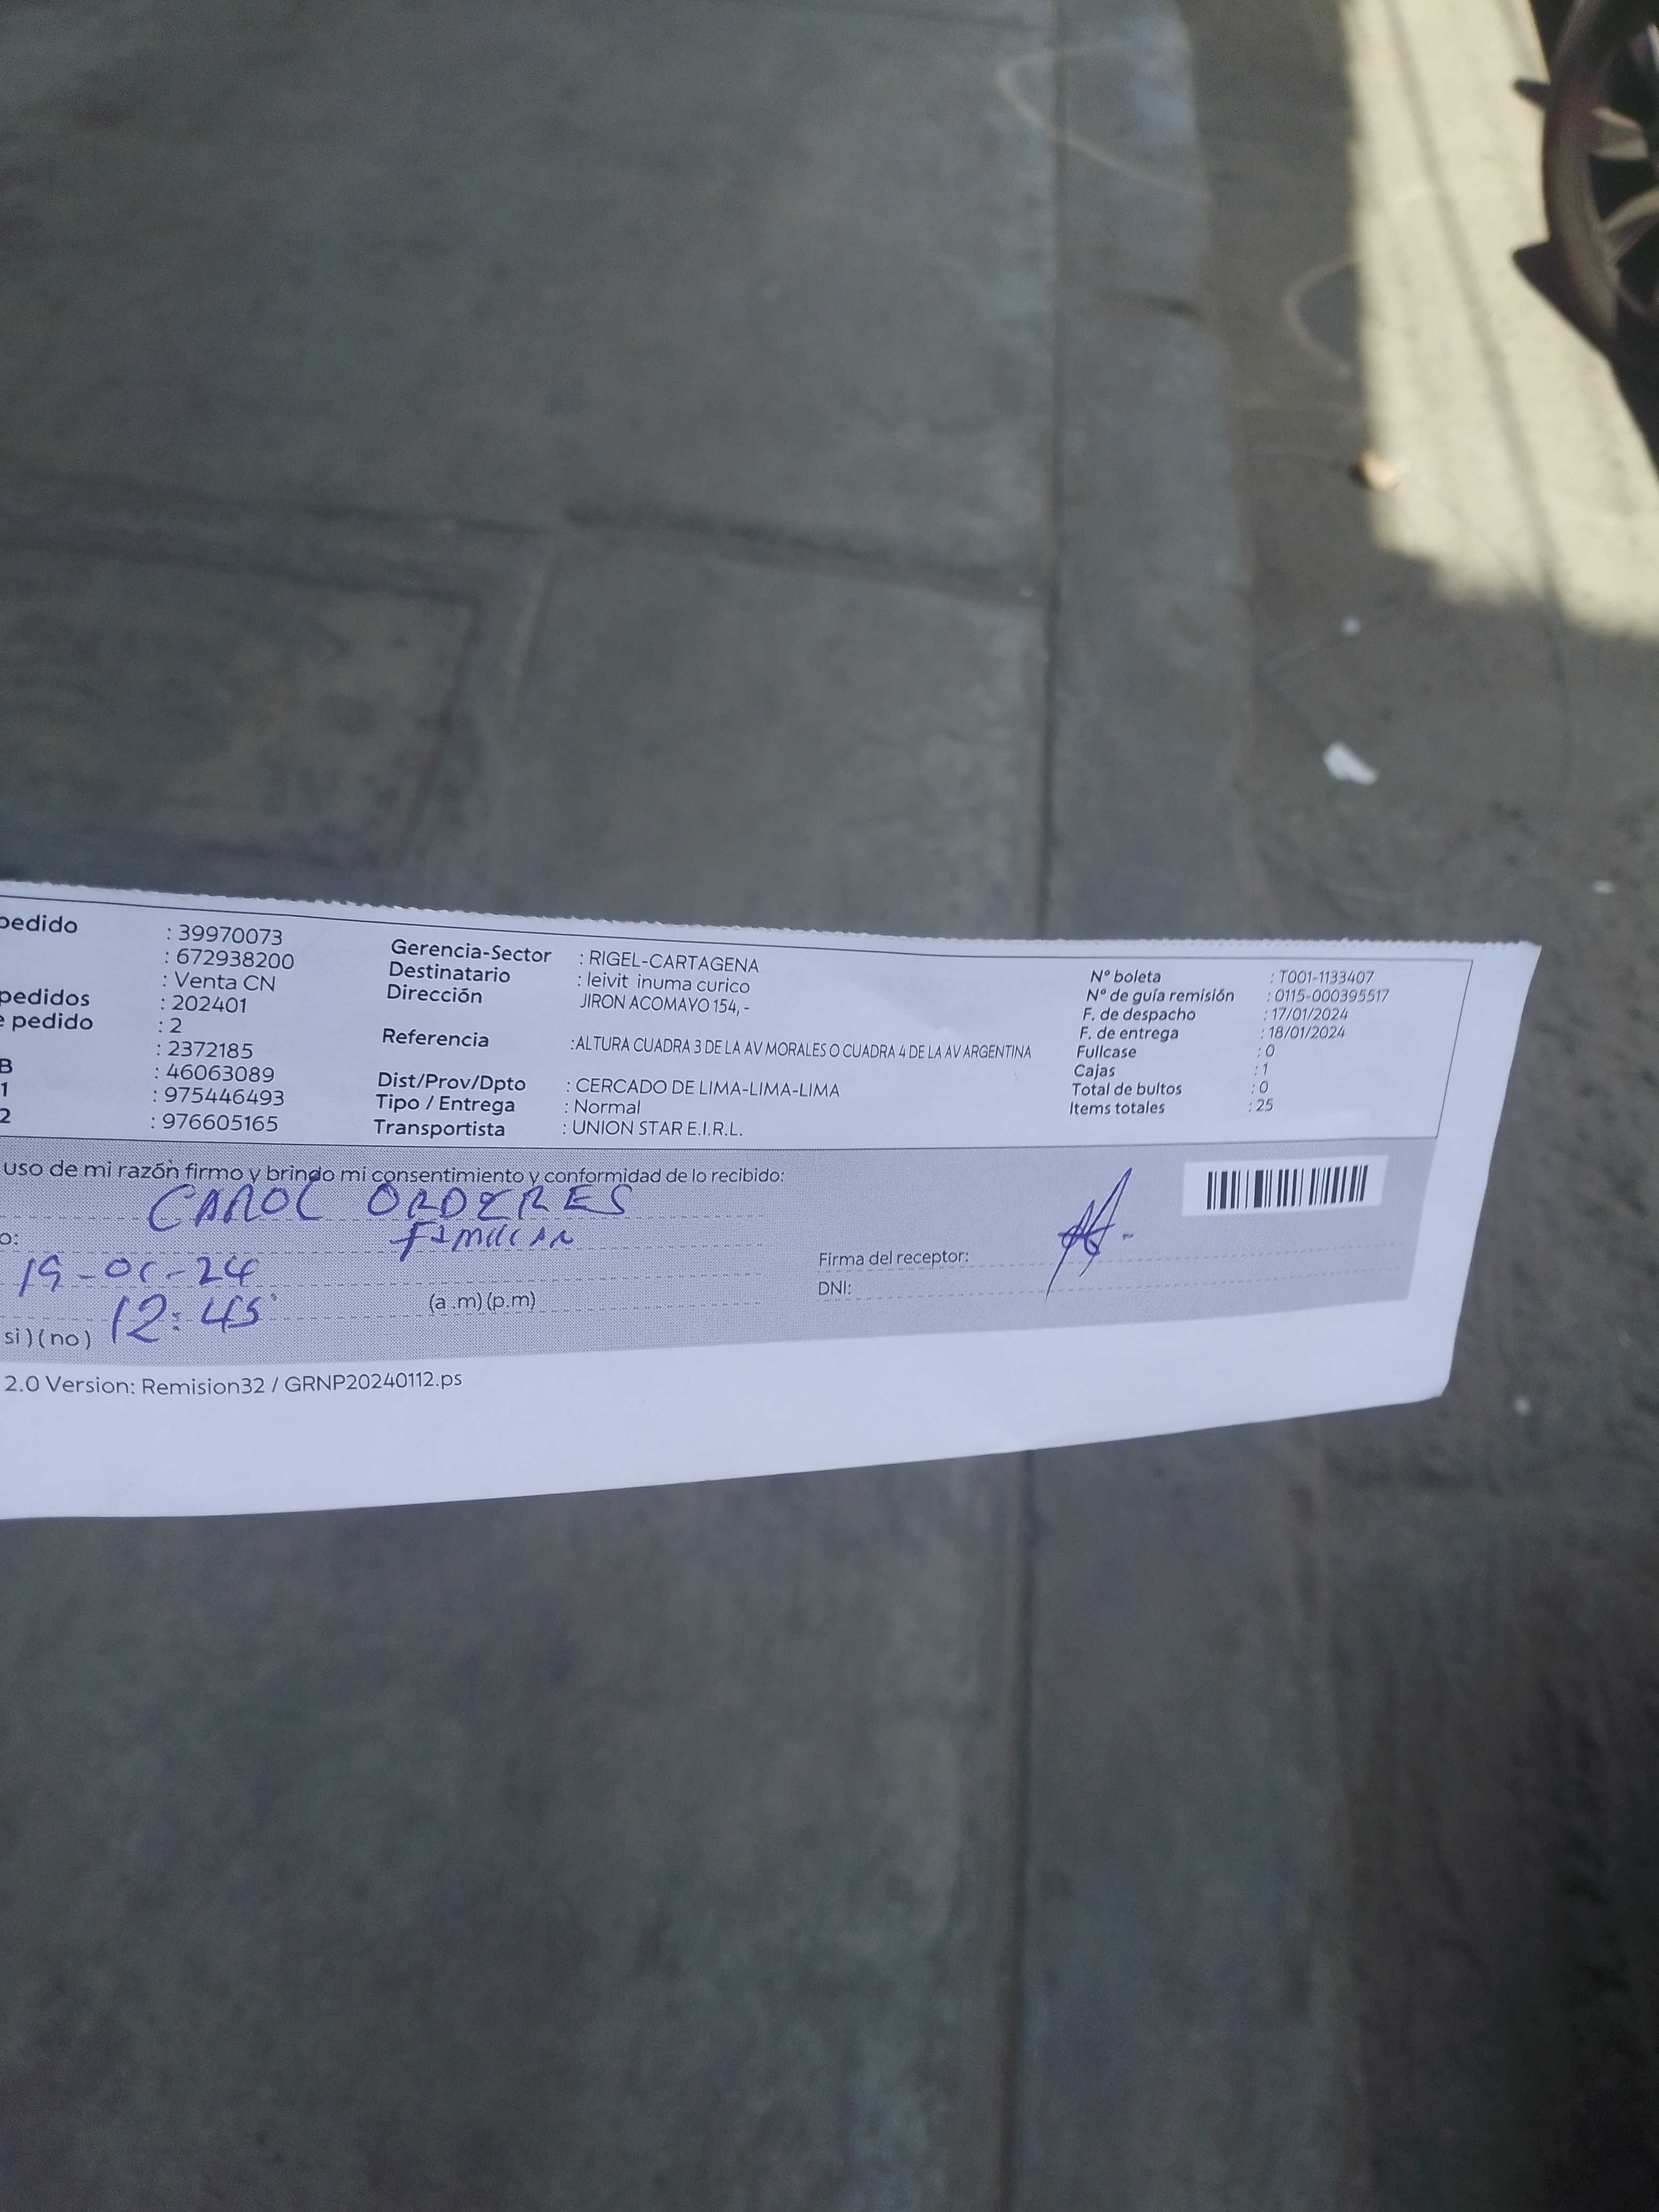 pedido : 39970073
: 672938200
: Venta CN
pedidos : 202401
e pedido : 2
: 2372185
B : 46063089
1 : 975446493
2 : 976605165
Gerencia-Sector : RIGEL-CARTAGENA
Destinatario : leivit inuma curico
Dirección JIRON ACOMAYO 154, -
Referencia :ALTURA CUADRA 3 DE LA AV MORALES O CUADRA 4 DE LA AV ARGENTINA
Dist/Prov/Dpto : CERCADO DE LIMA-LIMA-LIMA
Tipo / Entrega : Normal
Transportista : UNION STAR E.I.R.L.
Nº boleta : T001-1133407
Nº de guía remisión : 0115-000395517
F. de despacho : 17/01/2024
F. de entrega : 18/01/2024
Fullcase : 0
Cajas : 1
Total de bultos : 0
Items totales : 25
uso de mi razón firmo y brindo mi consentimiento y conformidad de lo recibido:
CAROL ORDERES
o: FAMILIAR
19-01-24
12:45' (a .m) (p.m)
si ) ( no )
Firma del receptor:
DNI:
2.0 Version: Remision32 / GRNP20240112.ps